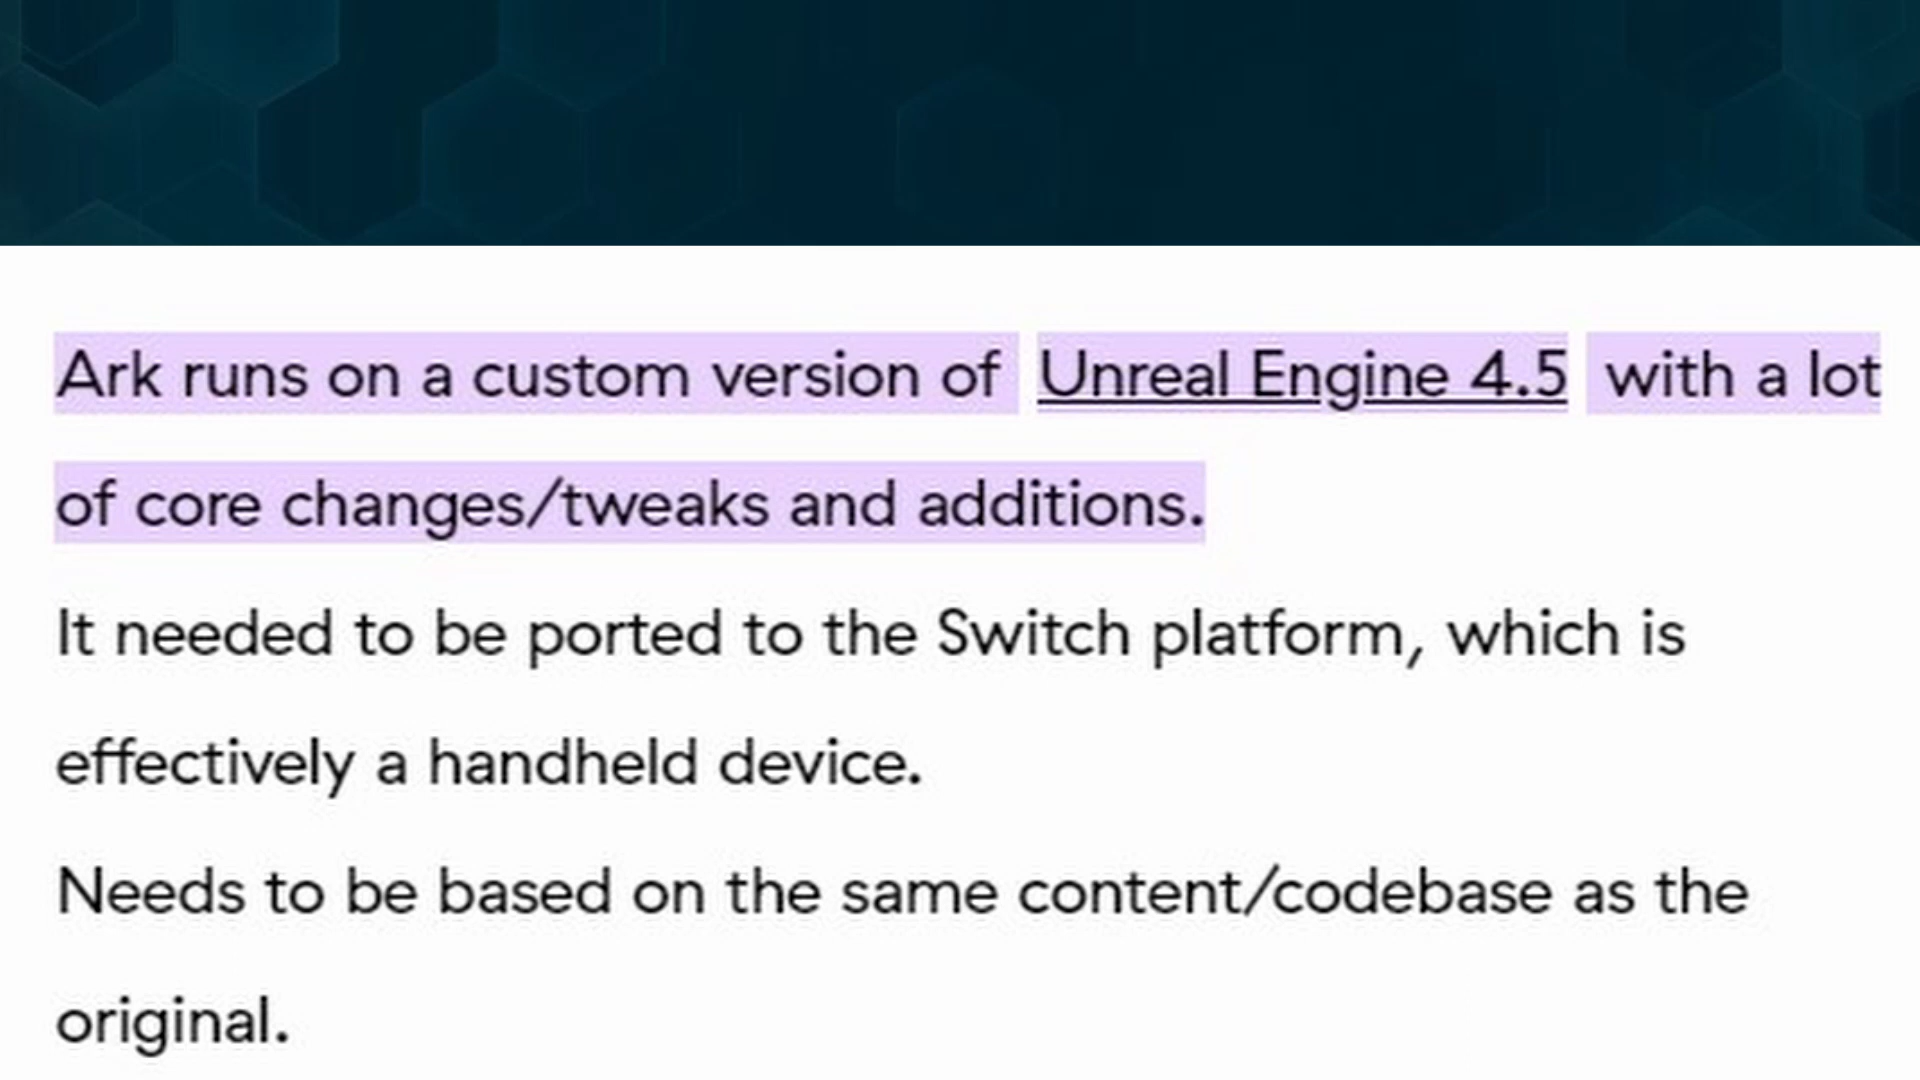 Ark runs on a custom version of Unreal Engine 4.5 with a lot
of core changes/tweaks and additions.
It needed to be ported to the Switch platform, which is
effectively a handheld device.
Needs to be based on the same content/codebase as the
original.